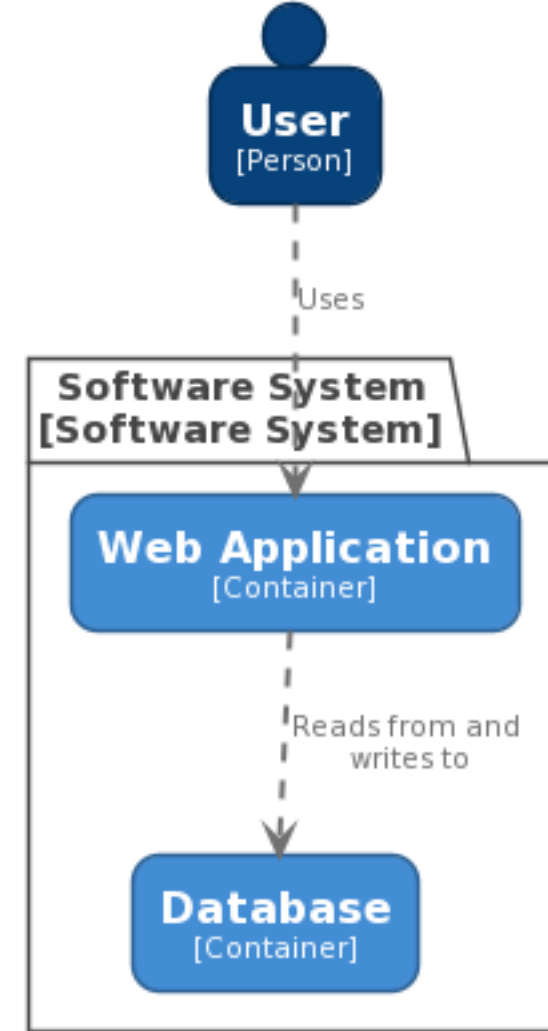 User
[Person]
Uses
Software System
[Software System]
Web Application
[Container]
Reads from and
writes to
Database
[Container]